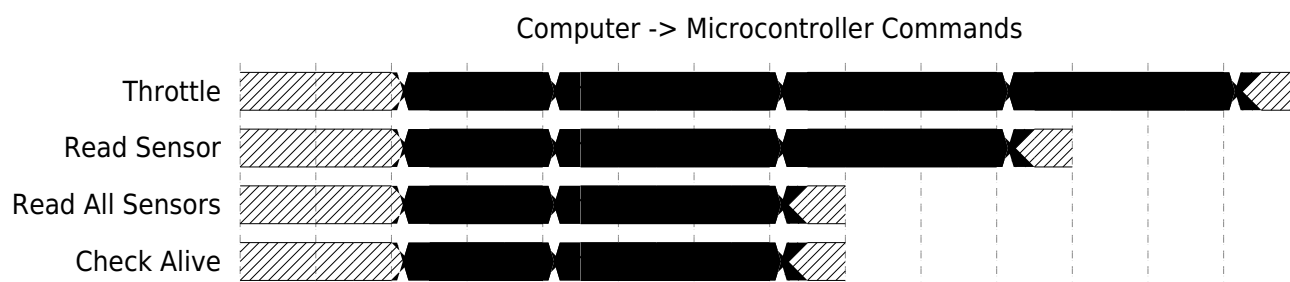 Computer -> Microcontroller Commands
Throttle
Read Sensor
Read All Sensors
Check Alive